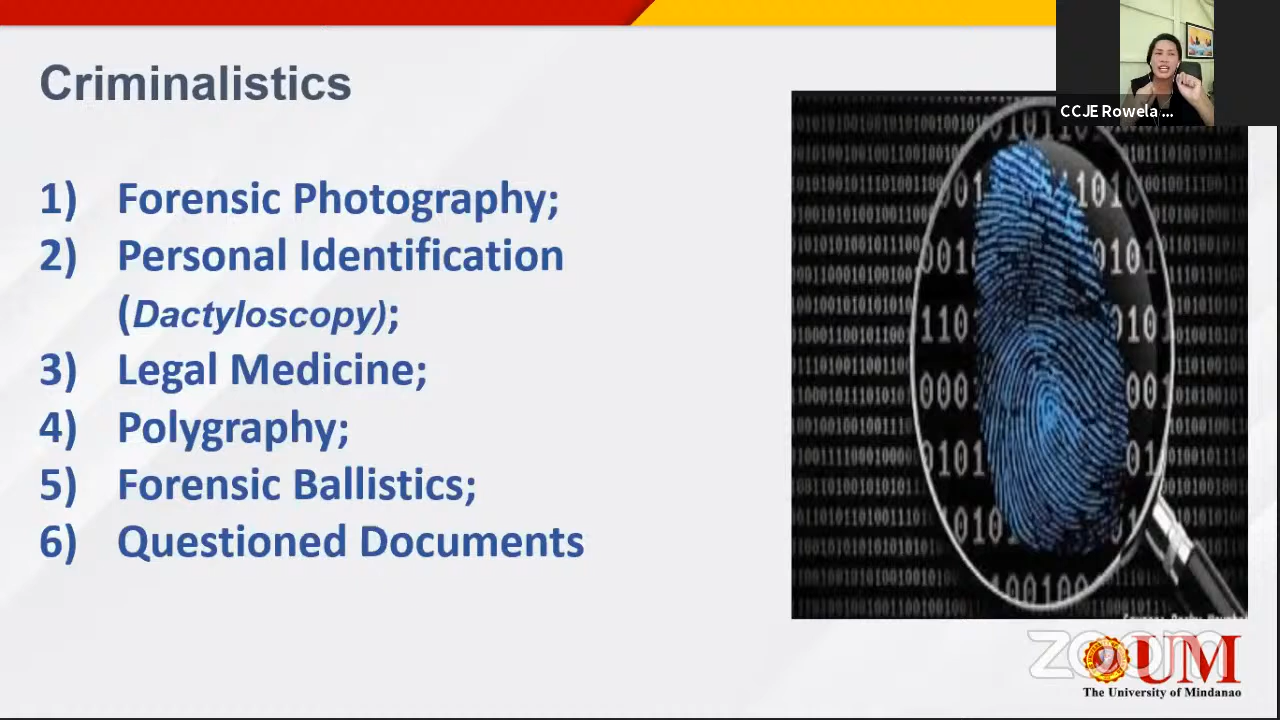 Criminalistics
CCJE Rowela ...
1) Forensic Photography;
2) Personal Identification
(Dactyloscopy);
3) Legal Medicine;
4) Polygraphy;
5) Forensic Ballistics;
6) Questioned Documents
zoom
UM
The University of Mindanao